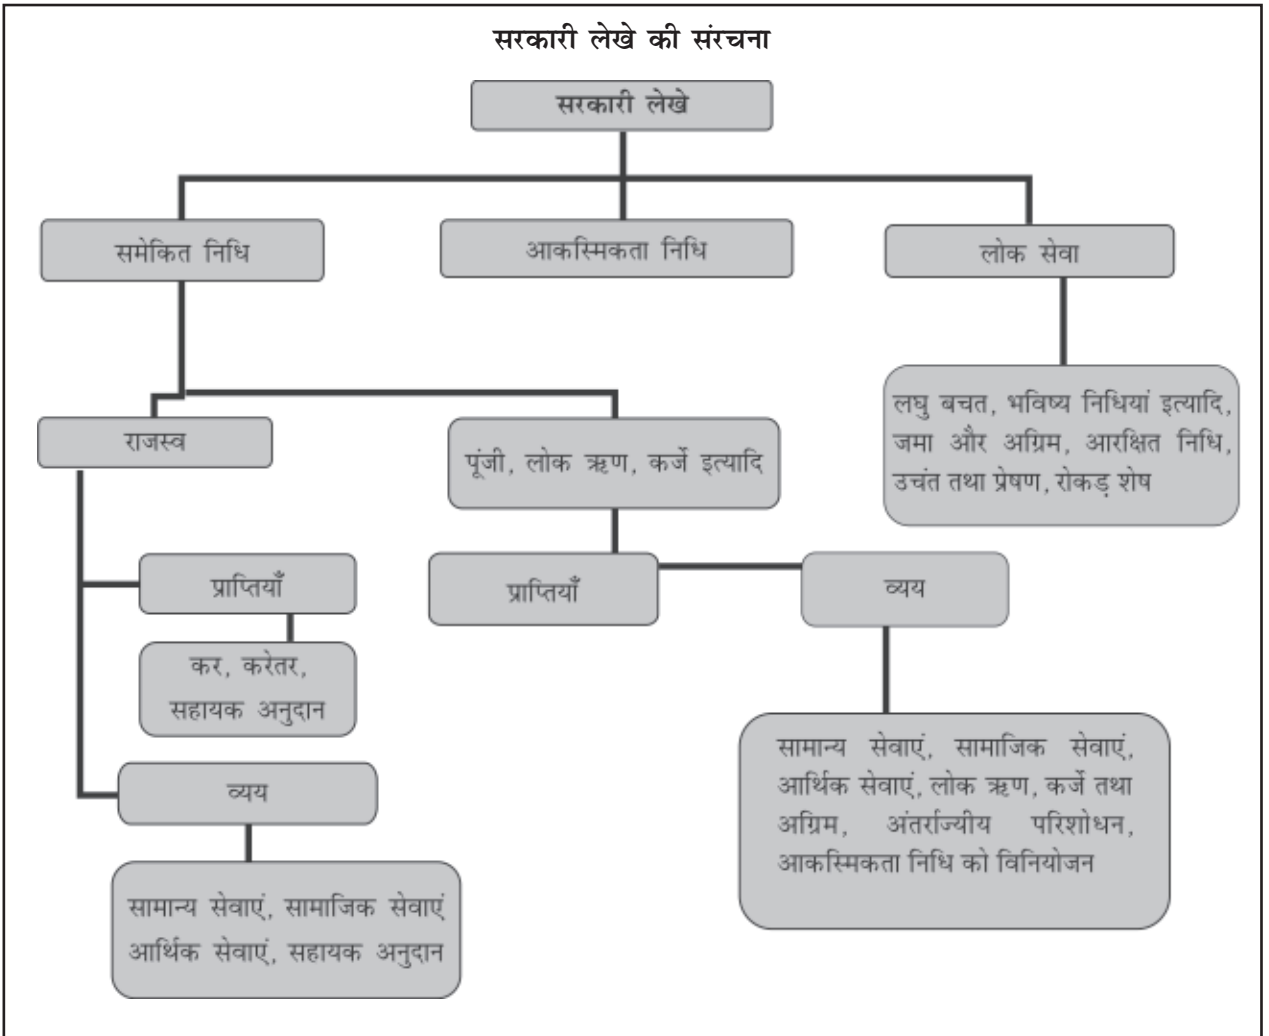 सरकारी लेखे की संरचना
सरकारी लेखे
समेकित निधि
आकस्मिकता निधि
लोक सेवा
लघु बचत, भविष्य निधियां इत्यादि,
जमा और अग्रिम, आरक्षित निधि,
उचंत तथा प्रेषण, रोकड़ शेष
राजस्व
पूंजी, लोक ऋण, कर्जे इत्यादि
प्राप्तियाँ
कर, करेतर,
सहायक अनुदान
व्यय
सामान्य सेवाएं, सामाजिक सेवाएं
आर्थिक सेवाएं, सहायक अनुदान
प्राप्तियाँ
व्यय
सामान्य सेवाएं, सामाजिक सेवाएं,
आर्थिक सेवाएं, लोक ऋण, कर्जे तथा
अग्रिम, अंतर्राज्यीय परिशोधन,
आकस्मिकता निधि को विनियोजन